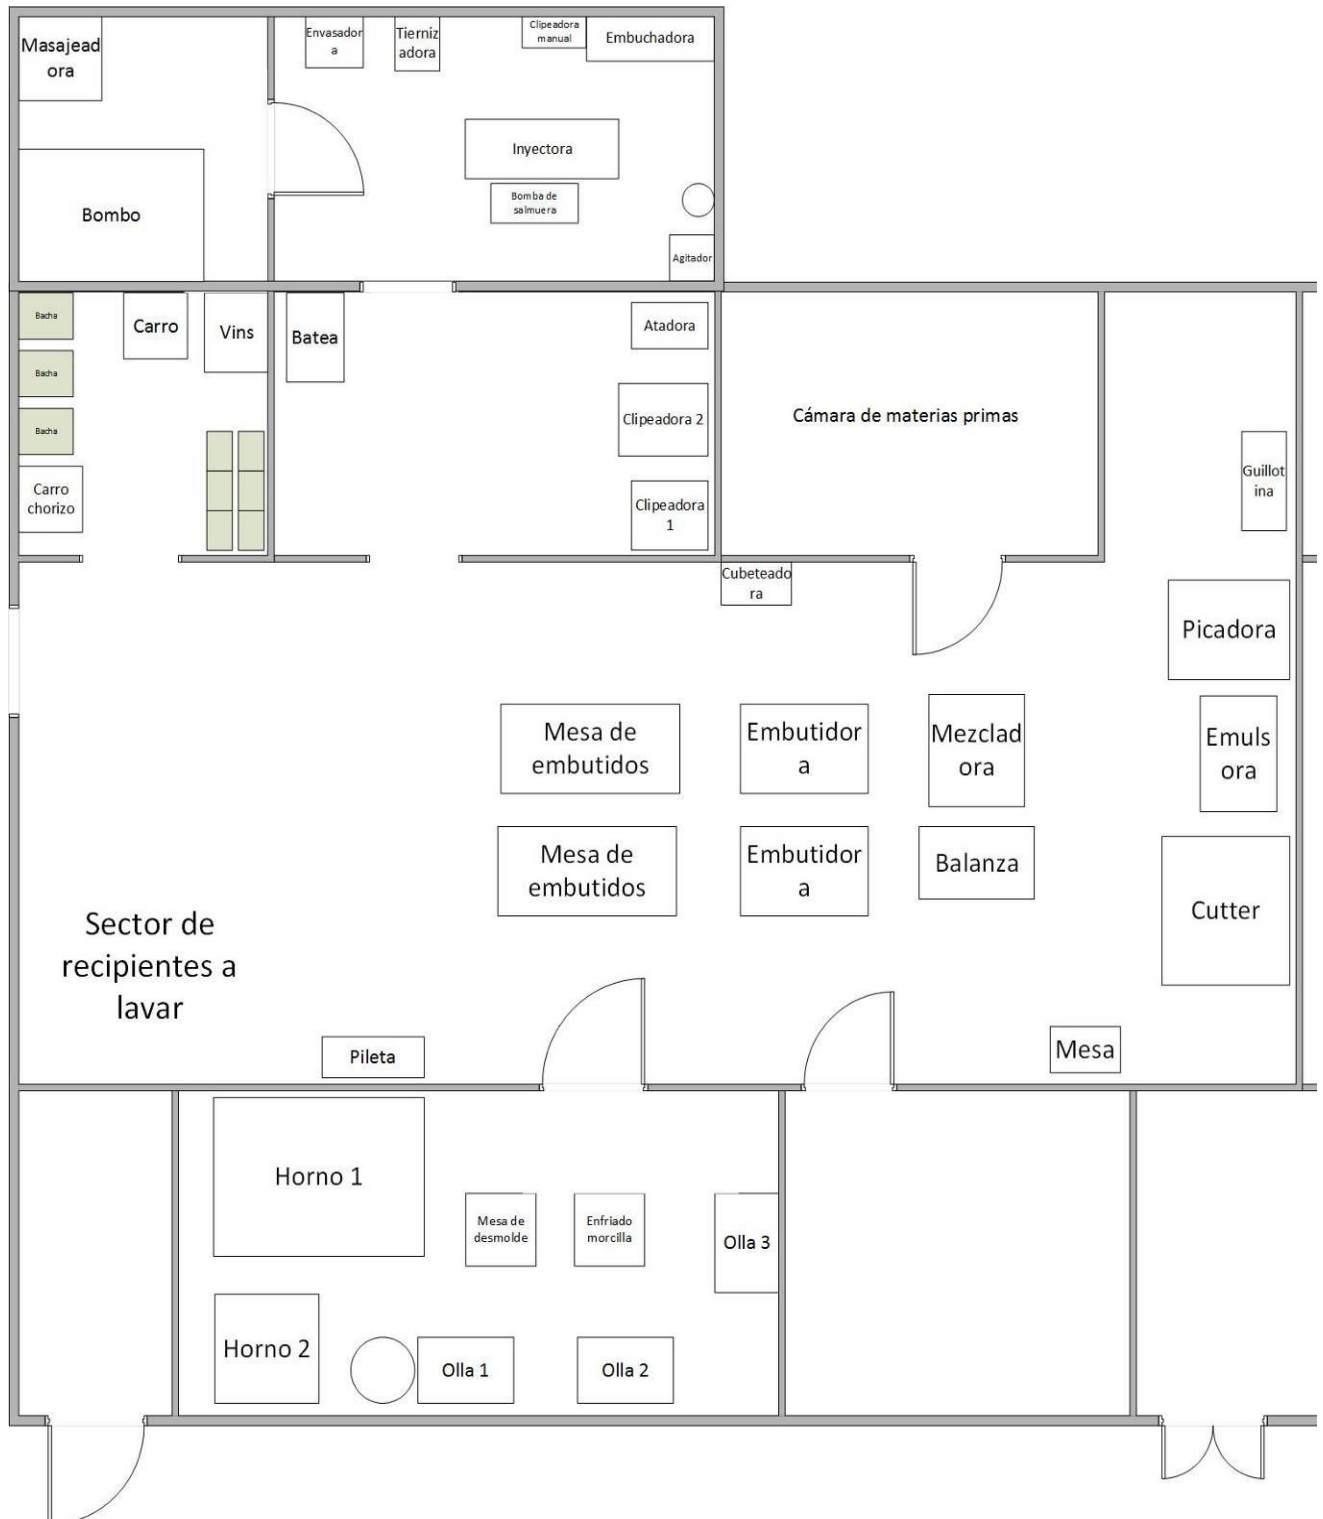 Masajead
ora
Envasador
a
Tierniz
adora
Clipeadora
manual
Embuchadora
Inyectora
Bomba de
salmuera
Bombo
Agitador
Bacha
Carro
Vins
Batea
Atadora
Bacha
Clipeadora 2
Cámara de materias primas
Bacha
Guillot
ina
Carro
chorizo
Clipeadora
1
Cubeteado
ra
Picadora
Mesa de
embutidos
Embutidor
a
Mezclad
ora
Emuls
ora
Mesa de
embutidos
Embutidor
a
Balanza
Cutter
Sector de
recipientes a
lavar
Pileta
Mesa
Horno 1
Mesa de
desmolde
Enfriado
morcilla
Olla 3
Horno 2
Olla 1
Olla 2